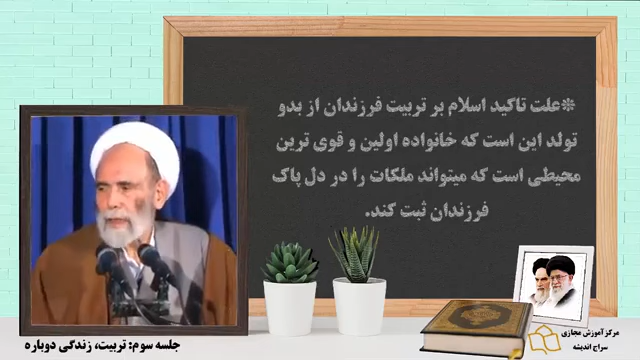 *علت تاکید اسلام بر تربیت فرزندان از بدو
تولد این است که خانواده اولین و قوی ترین
محیطی است که میتواند ملکات را در دل پاک
فرزندان ثبت کند.
جلسه سوم: تربیت، زندگی دوباره
مرکز آموزش مجازی
سراج اندیشه